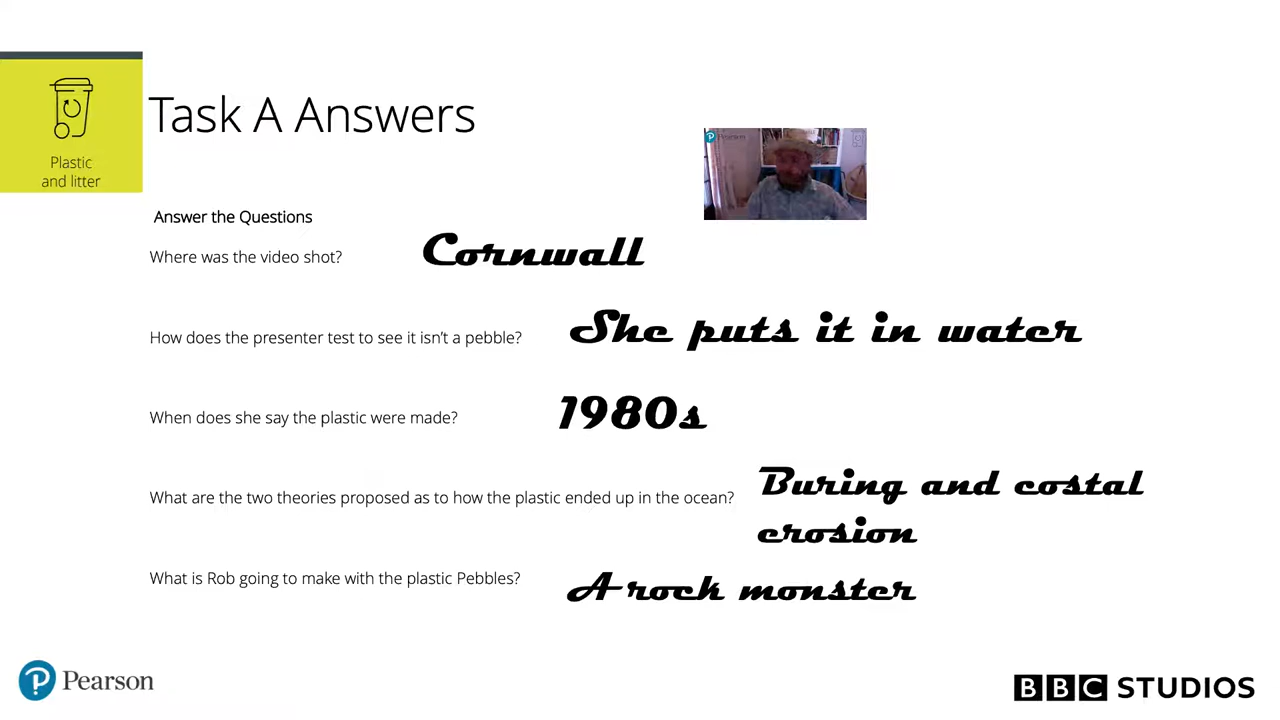 Task A Answers
Plastic
and litter
Pearson
Answer the Questions
Where was the video shot? Cornwall
How does the presenter test to see it isn’t a pebble? She puts it in water
When does she say the plastic were made? 1980s
What are the two theories proposed as to how the plastic ended up in the ocean? Buring and costal
erosion
What is Rob going to make with the plastic Pebbles? A rock monster
Pearson
BBC STUDIOS